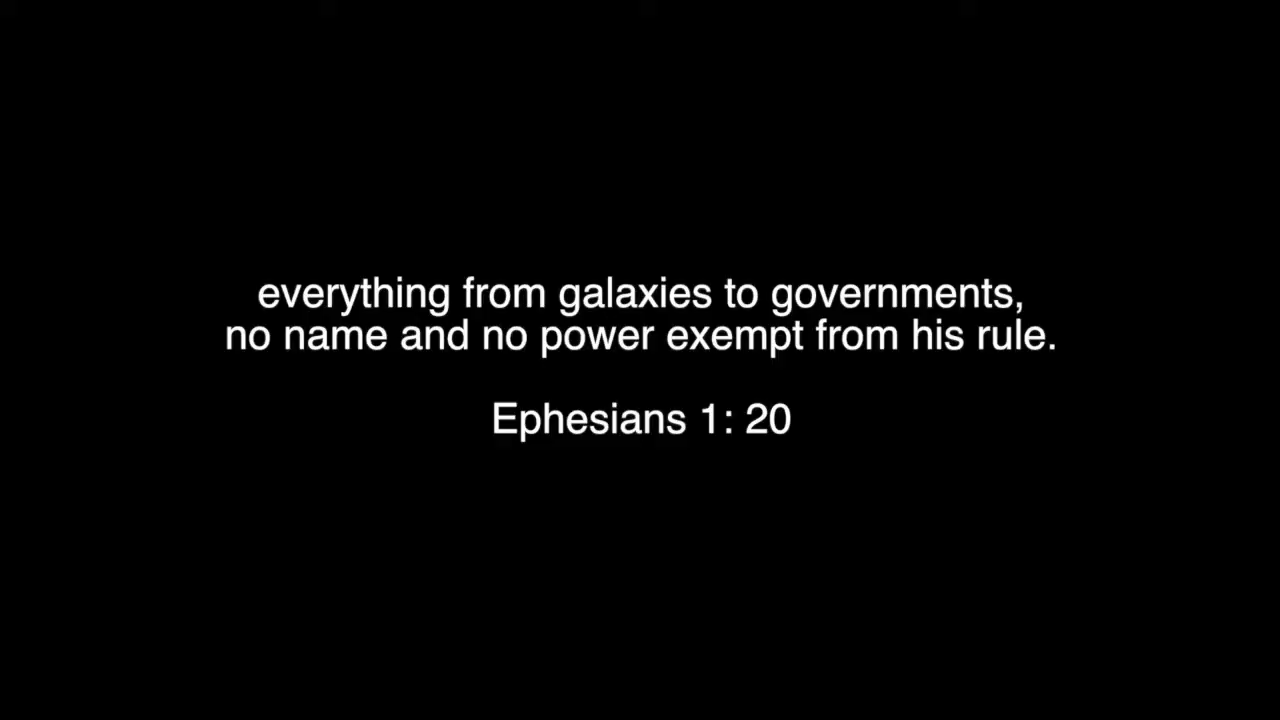 everything from galaxies to governments,
no name and no power exempt from his rule.
Ephesians 1: 20